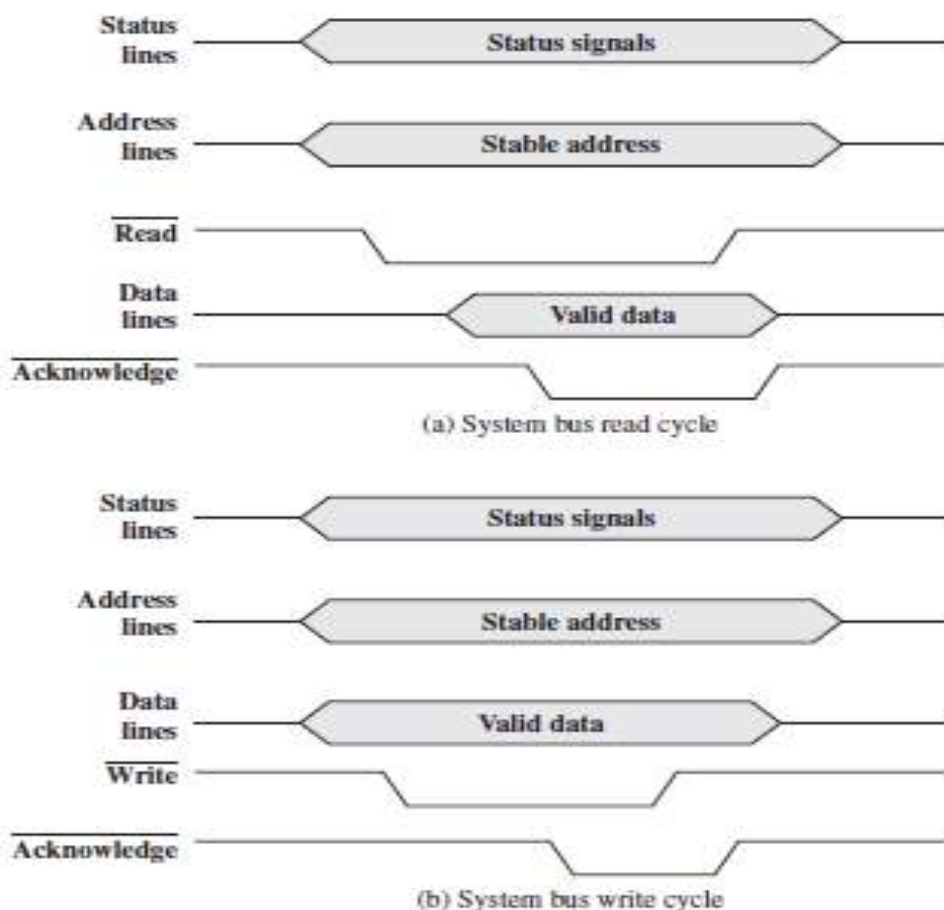 Status
lines
Status signals
Address
lines
Stable address
Read
Data
lines
Valid data
Acknowledge
(a) System bus read cycle
Status
lines
Status signals
Address
lines
Stable address
Data
lines
Valid data
Write
Acknowledge
(b) System bus write cycle